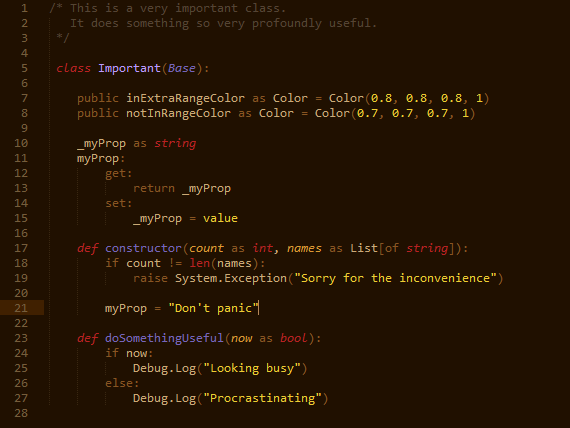 1 /* This is a very important class.
2    It does something so very profoundly useful.
3  */
4
5 class Important(Base):
6
7    public inExtraRangeColor as Color = Color(0.8, 0.8, 0.8, 1)
8    public notInRangeColor as Color = Color(0.7, 0.7, 0.7, 1)
9
10    _myProp as string
11    myProp:
12        get:
13            return _myProp
14        set:
15            _myProp = value
16
17    def constructor(count as int, names as List[of string]):
18        if count != len(names):
19            raise System.Exception("Sorry for the inconvenience")
20
21        myProp = "Don't panic"
22
23    def doSomethingUseful(now as bool):
24        if now:
25            Debug.Log("Looking busy")
26        else:
27            Debug.Log("Procrastinating")
28